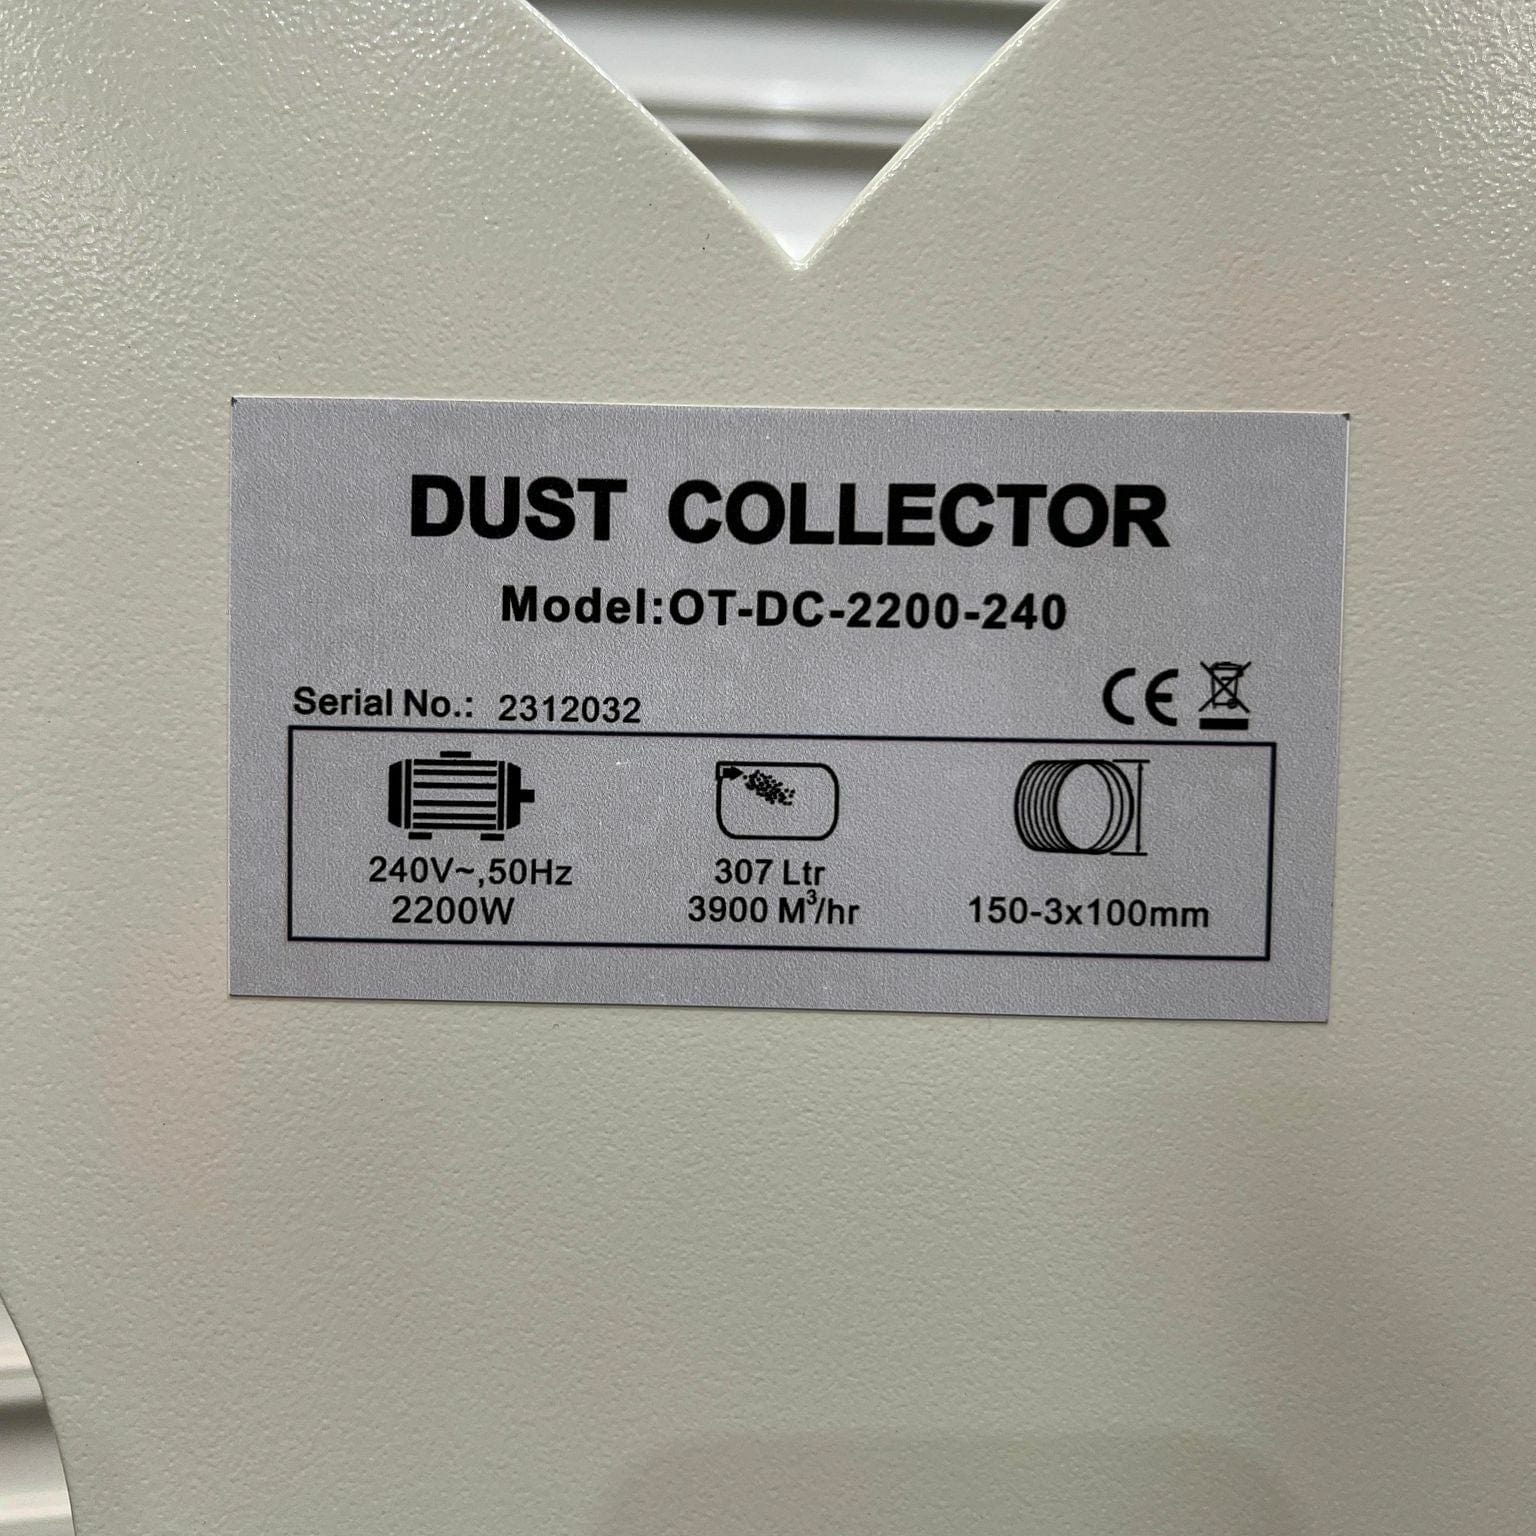 DUST COLLECTOR
Model:OT-DC-2200-240
Serial No.: 2312032
CE
240V~,50Hz
2200W
307 Ltr
3900 M³/hr
150-3x100mm